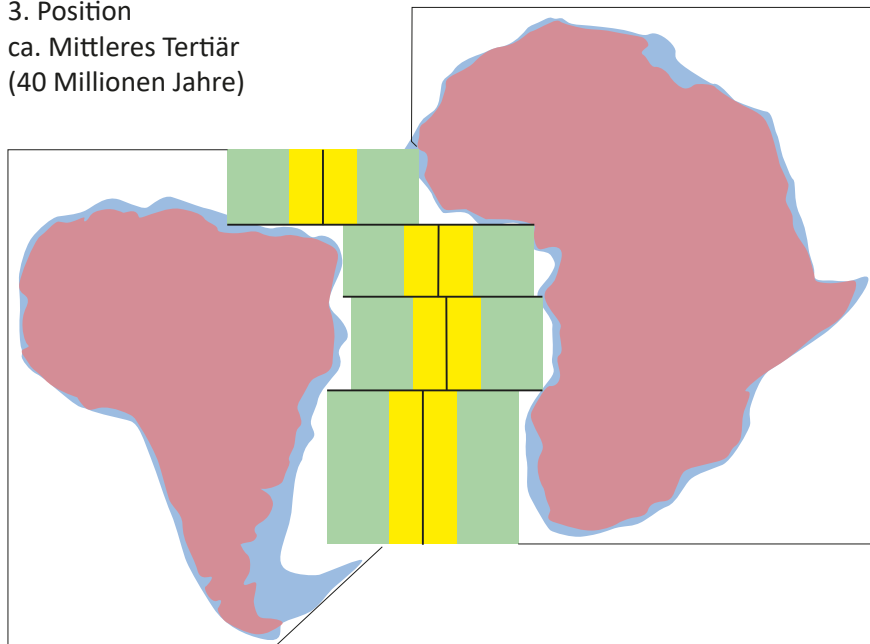 3. Position
ca. Mittleres Tertiär
(40 Millionen Jahre)